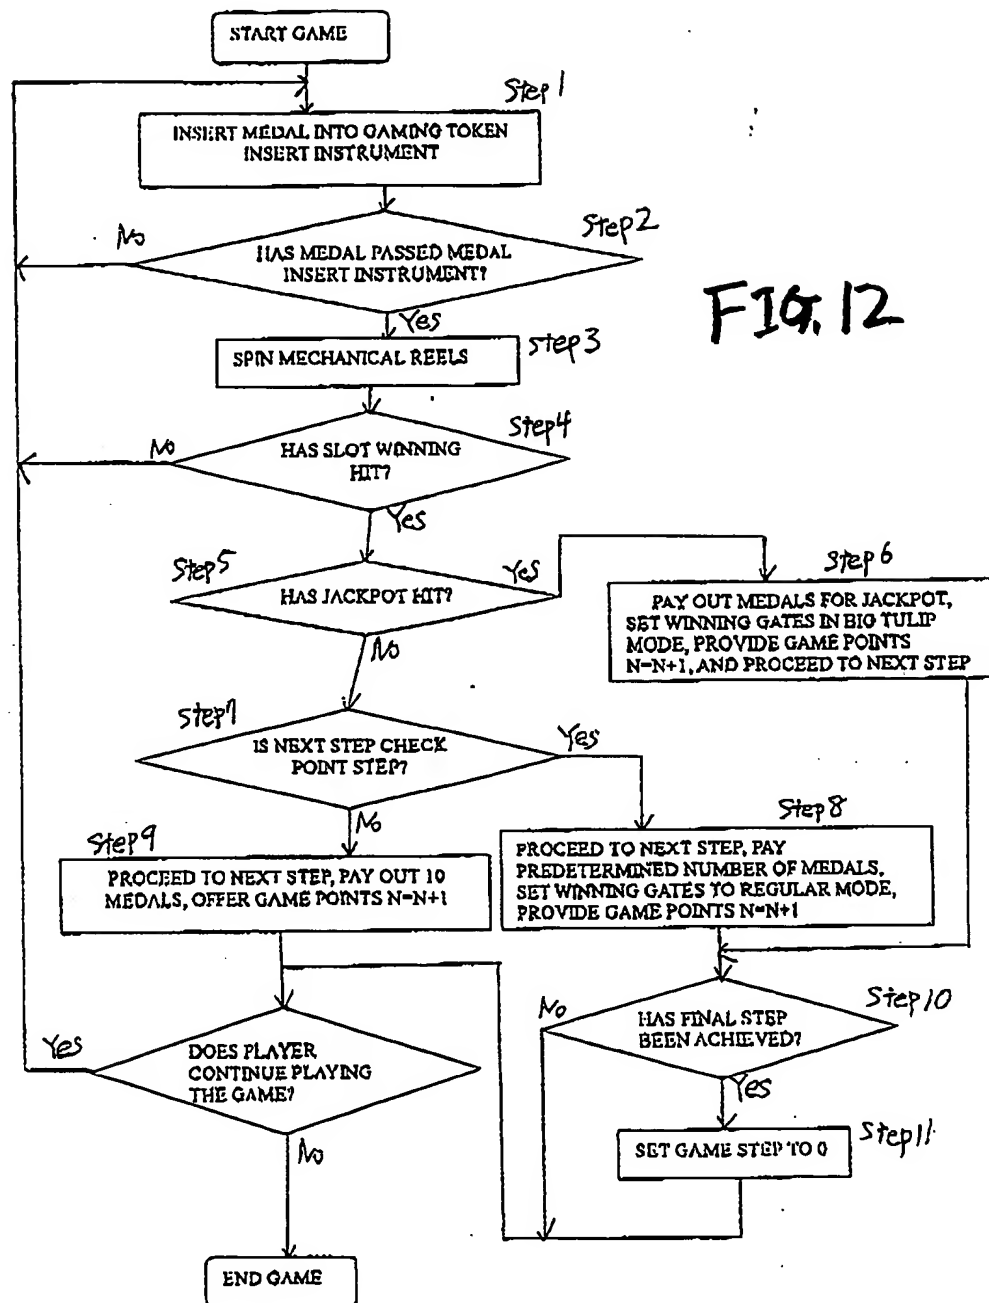 START GAME
Step 1
INSERT MEDAL INTO GAMING TOKEN
INSERT INSTRUMENT
No
Step 2
HAS MEDAL PASSED MEDAL
INSERT INSTRUMENT?
Yes
FIG. 12
SPIN MECHANICAL REELS
Step 3
No
Step 4
HAS SLOT WINNING
HIT?
Yes
Step 5
HAS JACKPOT HIT?
Yes
No
Step 6
PAY OUT MEDALS FOR JACKPOT,
SET WINNING GATES IN BIG TULIP
MODE, PROVIDE GAME POINTS
N=N+1, AND PROCEED TO NEXT STEP
Step 7
IS NEXT STEP CHECK
POINT STEP?
Yes
No
Step 9
PROCEED TO NEXT STEP, PAY OUT 10
MEDALS, OFFER GAME POINTS N=N+1
Step 8
PROCEED TO NEXT STEP, PAY
PREDETERMINED NUMBER OF MEDALS,
SET WINNING GATES TO REGULAR MODE,
PROVIDE GAME POINTS N=N+1
No
Step 10
HAS FINAL STEP
BEEN ACHIEVED?
Yes
Yes
DOES PLAYER
CONTINUE PLAYING
THE GAME?
No
SET GAME STEP TO 0
Step 11
END GAME